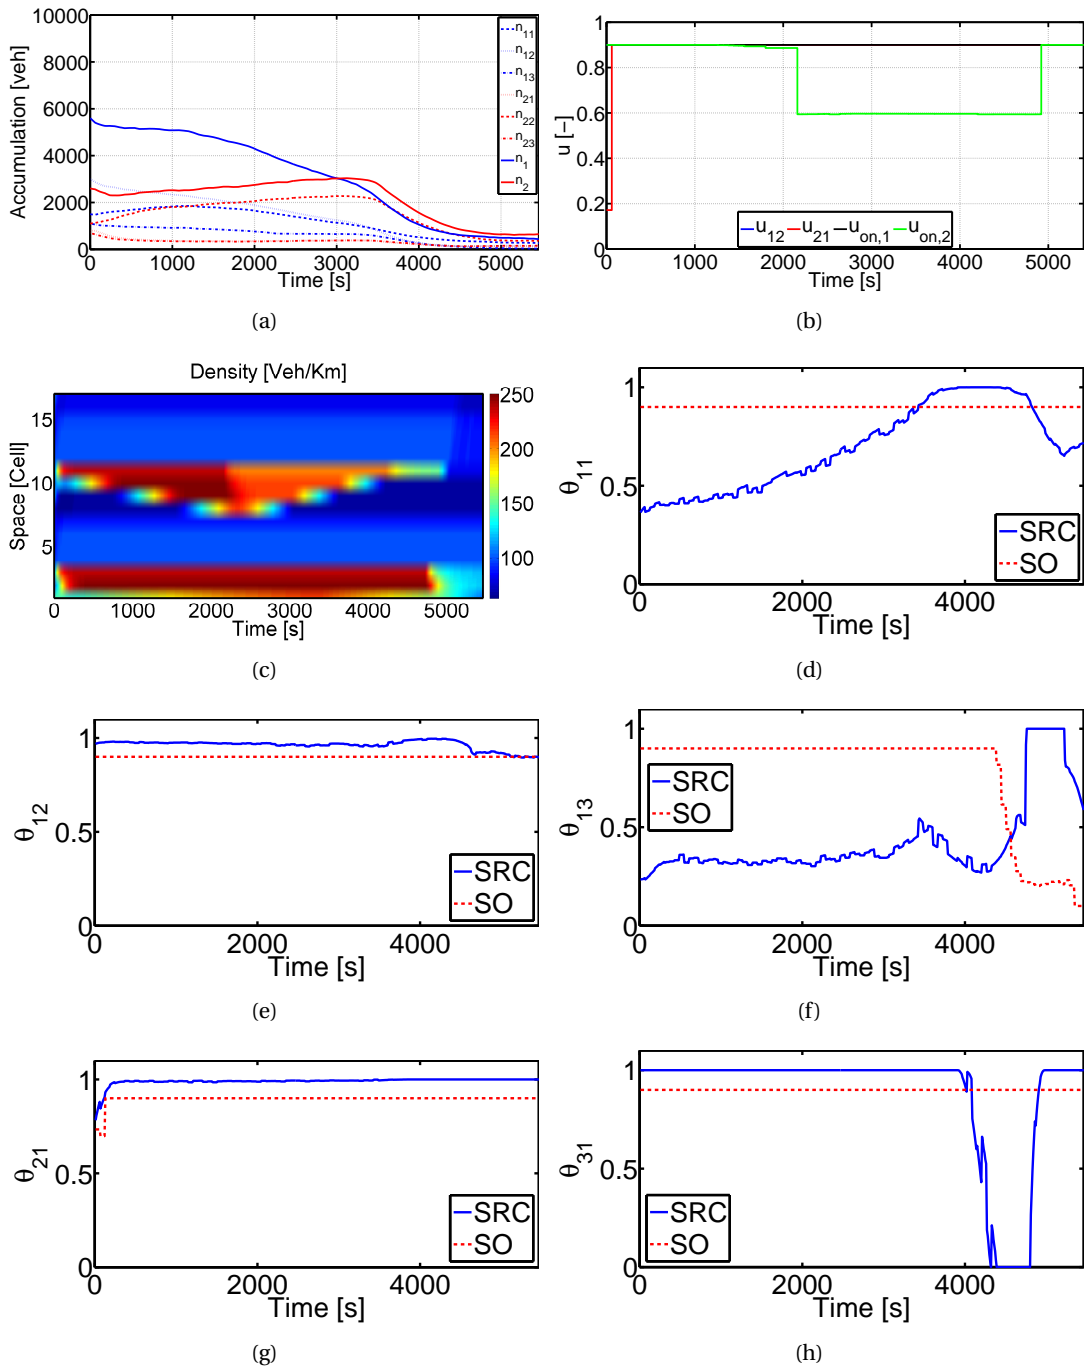 10000
8000
6000
4000
2000
0
Accumulation [veh]
0 1000 2000 3000 4000 5000
Time [s]
n11
n12
n13
n21
n22
n23
n1
n2
(a)
1
0.8
0.6
0.4
0.2
0
u [−]
0 1000 2000 3000 4000 5000
Time [s]
u12 u21 uon,1 uon,2
(b)
Density [Veh/Km]
15
10
5
Space [Cell]
0 1000 2000 3000 4000 5000
Time [s]
250
200
150
100
(c)
1
0.5
0
θ11
0 2000 4000
Time [s]
SRC
SO
(d)
1
0.5
0
θ12
0 2000 4000
Time [s]
SRC
SO
(e)
1
0.5
0
θ13
0 2000 4000
Time [s]
SRC
SO
(f)
1
0.5
0
θ21
0 2000 4000
Time [s]
SRC
SO
(g)
1
0.5
0
θ31
0 2000 4000
Time [s]
SRC
SO
(h)